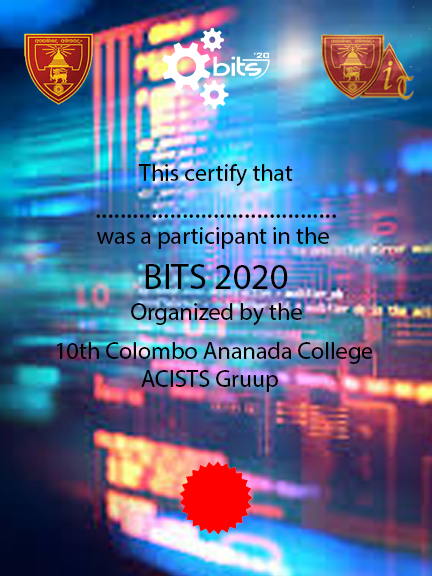 bits '20
iτ
This certify that
........................................
was a participant in the
BITS 2020
Organized by the
10th Colombo Ananada College
ACISTS Gruup